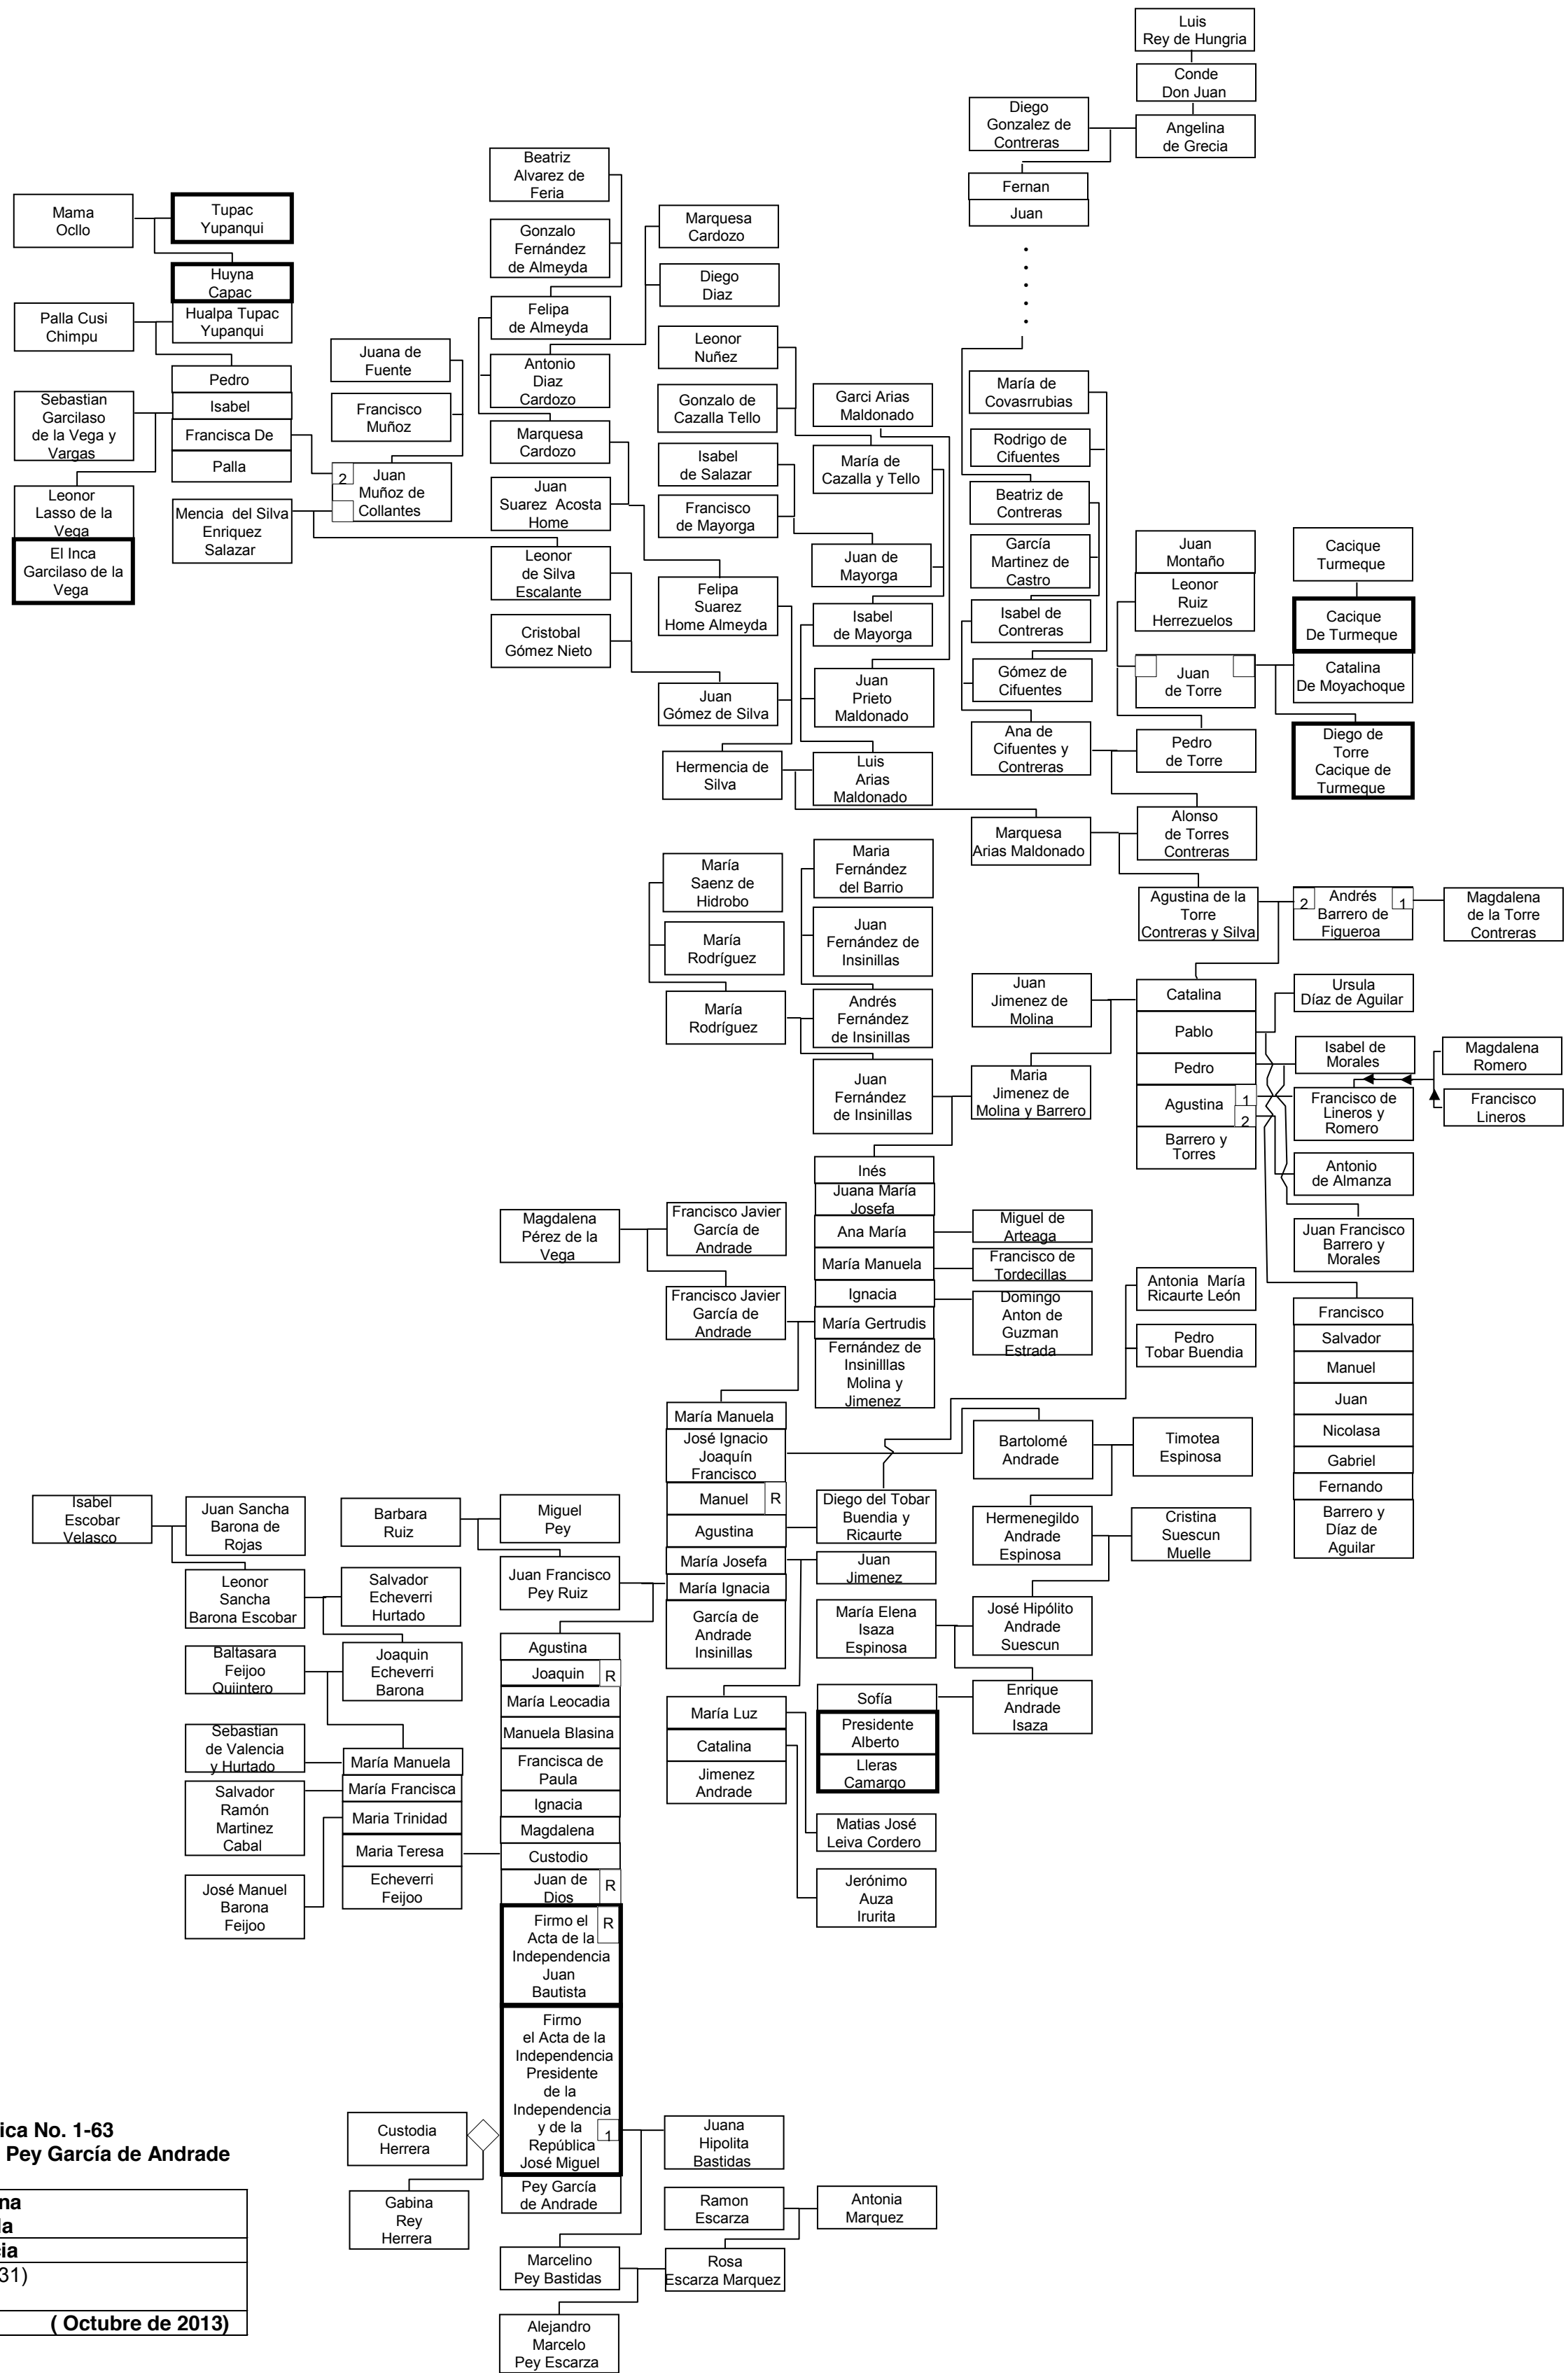 Luis
Rey de Hungria
Conde
Don Juan
Diego
Gonzalez de
Contreras
Angelina
de Grecia
Fernan
Juan
Beatriz
Alvarez de
Feria
Gonzalo
Fernández
de Almeyda
Felipa
de Almeyda
Antonio
Diaz
Cardozo
Marquesa
Cardozo
Juan
Suarez Acosta
Home
Marquesa
Cardozo
Diego
Diaz
Leonor
Nuñez
Gonzalo de
Cazalla Tello
Isabel
de Salazar
Francisco
de Mayorga
Garci Arias
Maldonado
María de
Cazalla y Tello
Juan de
Mayorga
Isabel
de Mayorga
Juan
Prieto
Maldonado
Luis
Arias
Maldonado
Mama
Ocllo
Tupac
Yupanqui
Huyna
Capac
Palla Cusi
Chimpu
Hualpa Tupac
Yupanqui
Pedro
Isabel
Francisca De
Palla
Sebastian
Garcilaso
de la Vega y
Vargas
Leonor
Lasso de la
Vega
El Inca
Garcilaso de la
Vega
Mencia del Silva
Enriquez
Salazar
Juana de
Fuente
Francisco
Muñoz
2
Juan
Muñoz de
Collantes
Leonor
de Silva
Escalante
Cristobal
Gómez Nieto
Felipa
Suarez
Home Almeyda
Juan
Gómez de Silva
Hermencia de
Silva
María de
Covasrrubias
Rodrigo de
Cifuentes
Beatriz de
Contreras
García
Martinez de
Castro
Isabel de
Contreras
Gómez de
Cifuentes
Ana de
Cifuentes y
Contreras
Juan
Montaño
Leonor
Ruiz
Herrezuelos
Juan
de Torre
Pedro
de Torre
Cacique
Turmeque
Cacique
De Turmeque
Catalina
De Moyachoque
Diego de
Torre
Cacique de
Turmeque
Marquesa
Arias Maldonado
Alonso
de Torres
Contreras
Agustina de la
Torre
Contreras y Silva
2
Andrés
Barrero de
Figueroa
1
Magdalena
de la Torre
Contreras
María
Saenz de
Hidrobo
María
Rodríguez
María
Rodríguez
Maria
Fernández
del Barrio
Juan
Fernández de
Insinillas
Andrés
Fernández
de Insinillas
Juan
Fernández
de Insinillas
Juan
Jimenez de
Molina
Maria
Jimenez de
Molina y Barrero
Catalina
Pablo
Pedro
Agustina
1
2
Barrero y
Torres
Ursula
Díaz de Aguilar
Isabel de
Morales
Francisco de
Lineros y
Romero
Magdalena
Romero
Francisco
Lineros
Antonio
de Almanza
Juan Francisco
Barrero y
Morales
Francisco
Salvador
Manuel
Juan
Nicolasa
Gabriel
Fernando
Barrero y
Díaz de
Aguilar
Inés
Juana María
Josefa
Ana María
María Manuela
Ignacia
María Gertrudis
Fernández de
Insinilllas
Molina y
Jimenez
Miguel de
Arteaga
Francisco de
Tordecillas
Domingo
Anton de
Guzman
Estrada
Magdalena
Pérez de la
Vega
Francisco Javier
García de
Andrade
Francisco Javier
García de
Andrade
Antonia María
Ricaurte León
Pedro
Tobar Buendia
María Manuela
José Ignacio
Joaquín
Francisco
Manuel
R
Agustina
María Josefa
María Ignacia
García de
Andrade
Insinillas
Diego del Tobar
Buendia y
Ricaurte
Juan
Jimenez
Bartolomé
Andrade
Timotea
Espinosa
Hermenegildo
Andrade
Espinosa
Cristina
Suescun
Muelle
María Elena
Isaza
Espinosa
José Hipólito
Andrade
Suescun
Sofía
Presidente
Alberto
Lleras
Camargo
Enrique
Andrade
Isaza
María Luz
Catalina
Jimenez
Andrade
Matias José
Leiva Cordero
Jerónimo
Auza
Irurita
Isabel
Escobar
Velasco
Juan Sancha
Barona de
Rojas
Leonor
Sancha
Barona Escobar
Salvador
Echeverri
Hurtado
Baltasara
Feijoo
Quiintero
Joaquin
Echeverri
Barona
Barbara
Ruiz
Miguel
Pey
Juan Francisco
Pey Ruiz
Sebastian
de Valencia
y Hurtado
Salvador
Ramón
Martinez
Cabal
José Manuel
Barona
Feijoo
María Manuela
María Francisca
Maria Trinidad
Maria Teresa
Echeverri
Feijoo
Agustina
Joaquin
R
María Leocadia
Manuela Blasina
Francisca de
Paula
Ignacia
Magdalena
Custodio
Juan de
Dios
R
Firmo el
Acta de la
Independencia
Juan
Bautista
R
Firmo
el Acta de la
Independencia
Presidente
de la
Independencia
y de la
República
José Miguel
1
Pey García
de Andrade
Custodia
Herrera
Gabina
Rey
Herrera
Juana
Hipolita
Bastidas
Ramon
Escarza
Antonia
Marquez
Marcelino
Pey Bastidas
Rosa
Escarza Marquez
Alejandro
Marcelo
Pey Escarza
ica No. 1-63
Pey García de Andrade
na
la
cia
31)
( Octubre de 2013)